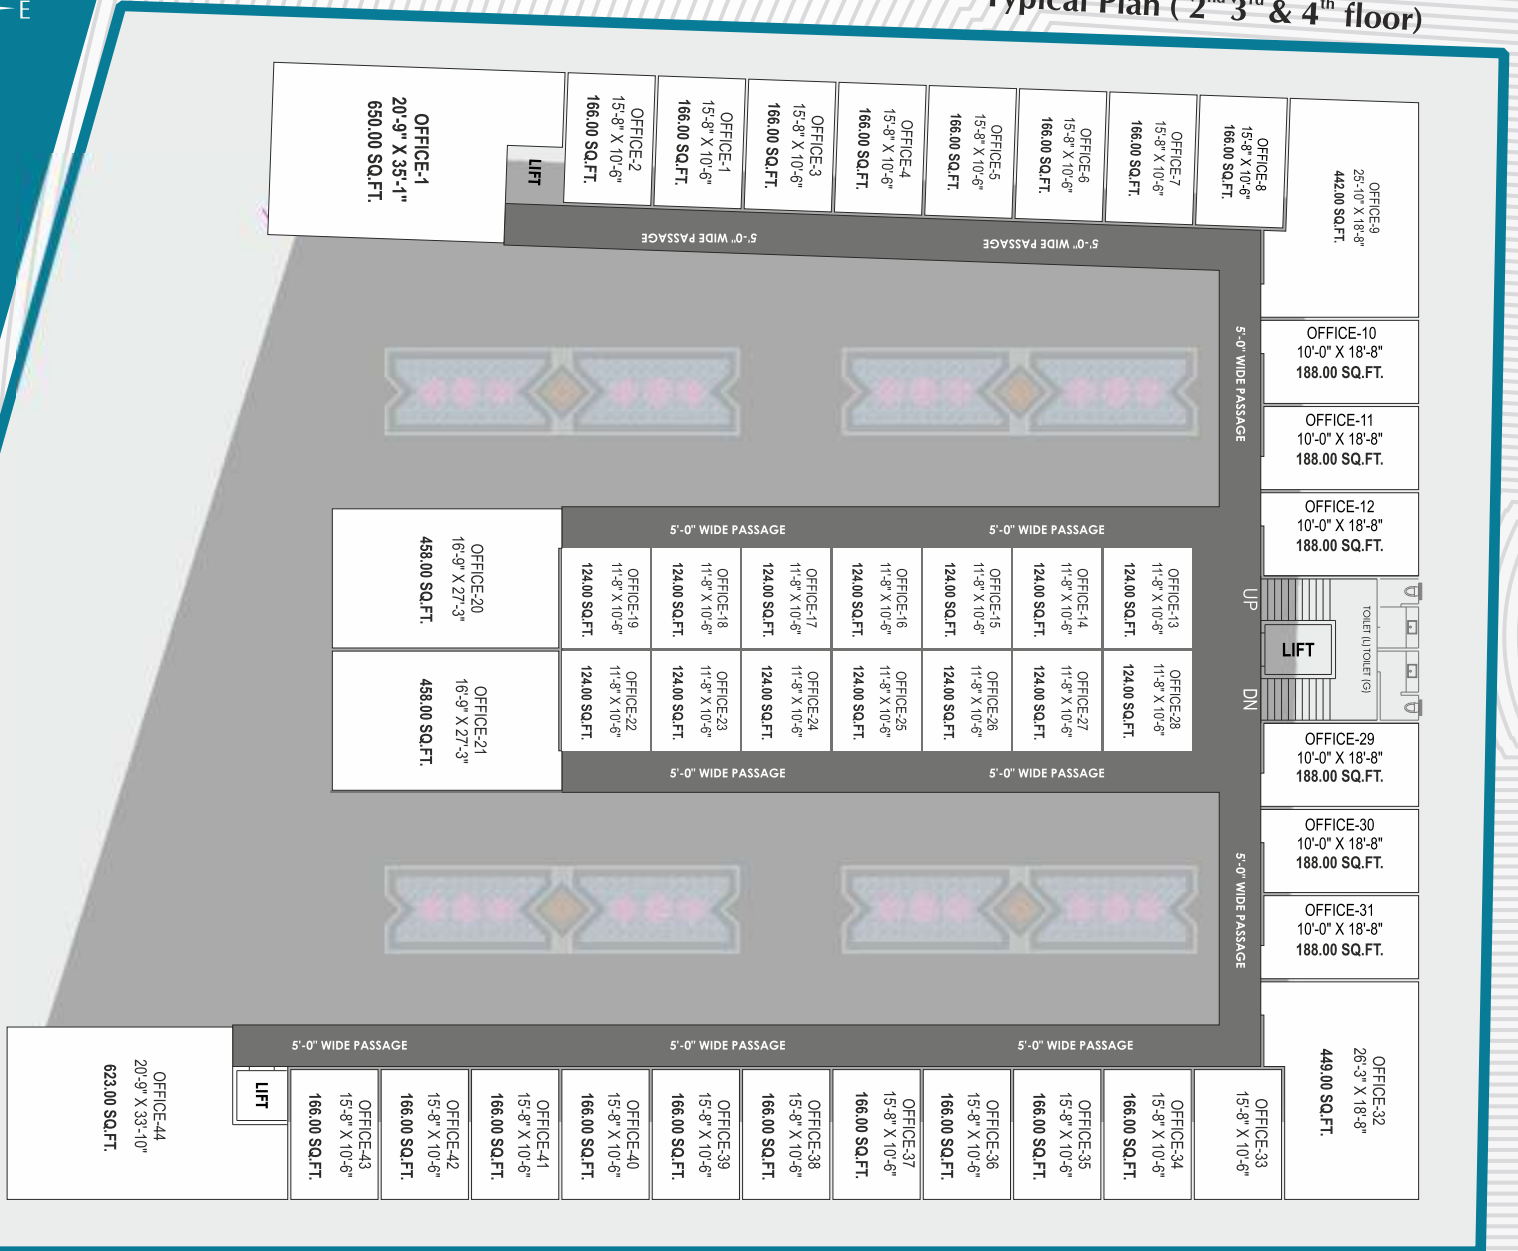 E
Typical Plan ( 2nd 3rd & 4th floor)
OFFICE-1
20'-9" X 35'-1"
650.00 SQ.FT.
LIFT
OFFICE-2
15'-8" X 10'-6"
166.00 SQ.FT.
OFFICE-1
15'-8" X 10'-6"
166.00 SQ.FT.
OFFICE-3
15'-8" X 10'-6"
166.00 SQ.FT.
OFFICE-4
15'-8" X 10'-6"
166.00 SQ.FT.
OFFICE-5
15'-8" X 10'-6"
166.00 SQ.FT.
OFFICE-6
15'-8" X 10'-6"
166.00 SQ.FT.
OFFICE-7
15'-8" X 10'-6"
166.00 SQ.FT.
OFFICE-8
15'-8" X 10'-6"
166.00 SQ.FT.
OFFICE-9
25'-10" X 18'-8"
442.00 SQ.FT.
5'-0" WIDE PASSAGE
5'-0" WIDE PASSAGE
5'-0" WIDE PASSAGE
OFFICE-10
10'-0" X 18'-8"
188.00 SQ.FT.
OFFICE-11
10'-0" X 18'-8"
188.00 SQ.FT.
OFFICE-12
10'-0" X 18'-8"
188.00 SQ.FT.
5'-0" WIDE PASSAGE
5'-0" WIDE PASSAGE
OFFICE-20
16'-9" X 27'-3"
458.00 SQ.FT.
OFFICE-19
11'-8" X 10'-6"
124.00 SQ.FT.
OFFICE-18
11'-8" X 10'-6"
124.00 SQ.FT.
OFFICE-17
11'-8" X 10'-6"
124.00 SQ.FT.
OFFICE-16
11'-8" X 10'-6"
124.00 SQ.FT.
OFFICE-15
11'-8" X 10'-6"
124.00 SQ.FT.
OFFICE-14
11'-8" X 10'-6"
124.00 SQ.FT.
OFFICE-13
11'-8" X 10'-6"
124.00 SQ.FT.
UP
LIFT
TOILET (L) TOILET (G)
DN
OFFICE-21
16'-9" X 27'-3"
458.00 SQ.FT.
OFFICE-22
11'-8" X 10'-6"
124.00 SQ.FT.
OFFICE-23
11'-8" X 10'-6"
124.00 SQ.FT.
OFFICE-24
11'-8" X 10'-6"
124.00 SQ.FT.
OFFICE-25
11'-8" X 10'-6"
124.00 SQ.FT.
OFFICE-26
11'-8" X 10'-6"
124.00 SQ.FT.
OFFICE-27
11'-8" X 10'-6"
124.00 SQ.FT.
OFFICE-28
11'-8" X 10'-6"
124.00 SQ.FT.
5'-0" WIDE PASSAGE
5'-0" WIDE PASSAGE
OFFICE-29
10'-0" X 18'-8"
188.00 SQ.FT.
OFFICE-30
10'-0" X 18'-8"
188.00 SQ.FT.
OFFICE-31
10'-0" X 18'-8"
188.00 SQ.FT.
5'-0" WIDE PASSAGE
5'-0" WIDE PASSAGE
5'-0" WIDE PASSAGE
5'-0" WIDE PASSAGE
OFFICE-44
20'-9" X 33'-10"
623.00 SQ.FT.
LIFT
OFFICE-43
15'-8" X 10'-6"
166.00 SQ.FT.
OFFICE-42
15'-8" X 10'-6"
166.00 SQ.FT.
OFFICE-41
15'-8" X 10'-6"
166.00 SQ.FT.
OFFICE-40
15'-8" X 10'-6"
166.00 SQ.FT.
OFFICE-39
15'-8" X 10'-6"
166.00 SQ.FT.
OFFICE-38
15'-8" X 10'-6"
166.00 SQ.FT.
OFFICE-37
15'-8" X 10'-6"
166.00 SQ.FT.
OFFICE-36
15'-8" X 10'-6"
166.00 SQ.FT.
OFFICE-35
15'-8" X 10'-6"
166.00 SQ.FT.
OFFICE-34
15'-8" X 10'-6"
166.00 SQ.FT.
OFFICE-33
15'-8" X 10'-6"
OFFICE-32
26'-3" X 18'-8"
449.00 SQ.FT.